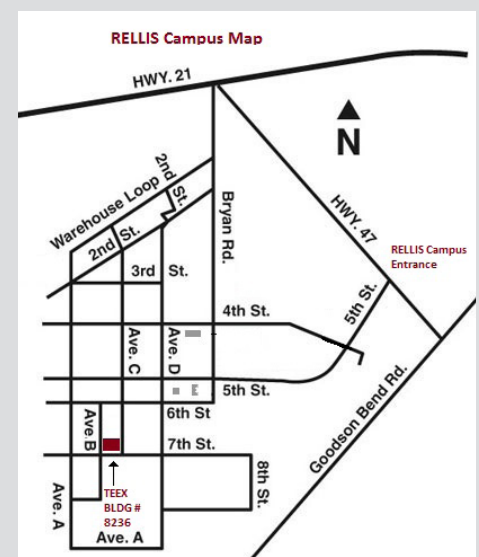 RELLIS Campus Map
HWY. 21
N
2nd St.
Warehouse Loop
2nd St.
Bryan Rd.
HWY. 47
RELLIS Campus
Entrance
3rd St.
5th St.
4th St.
Ave. C
Ave. D
5th St.
Goodson Bend Rd.
6th St
Ave.B
7th St.
8th St.
Ave. A
TEEX
BLDG #
8236
Ave. A